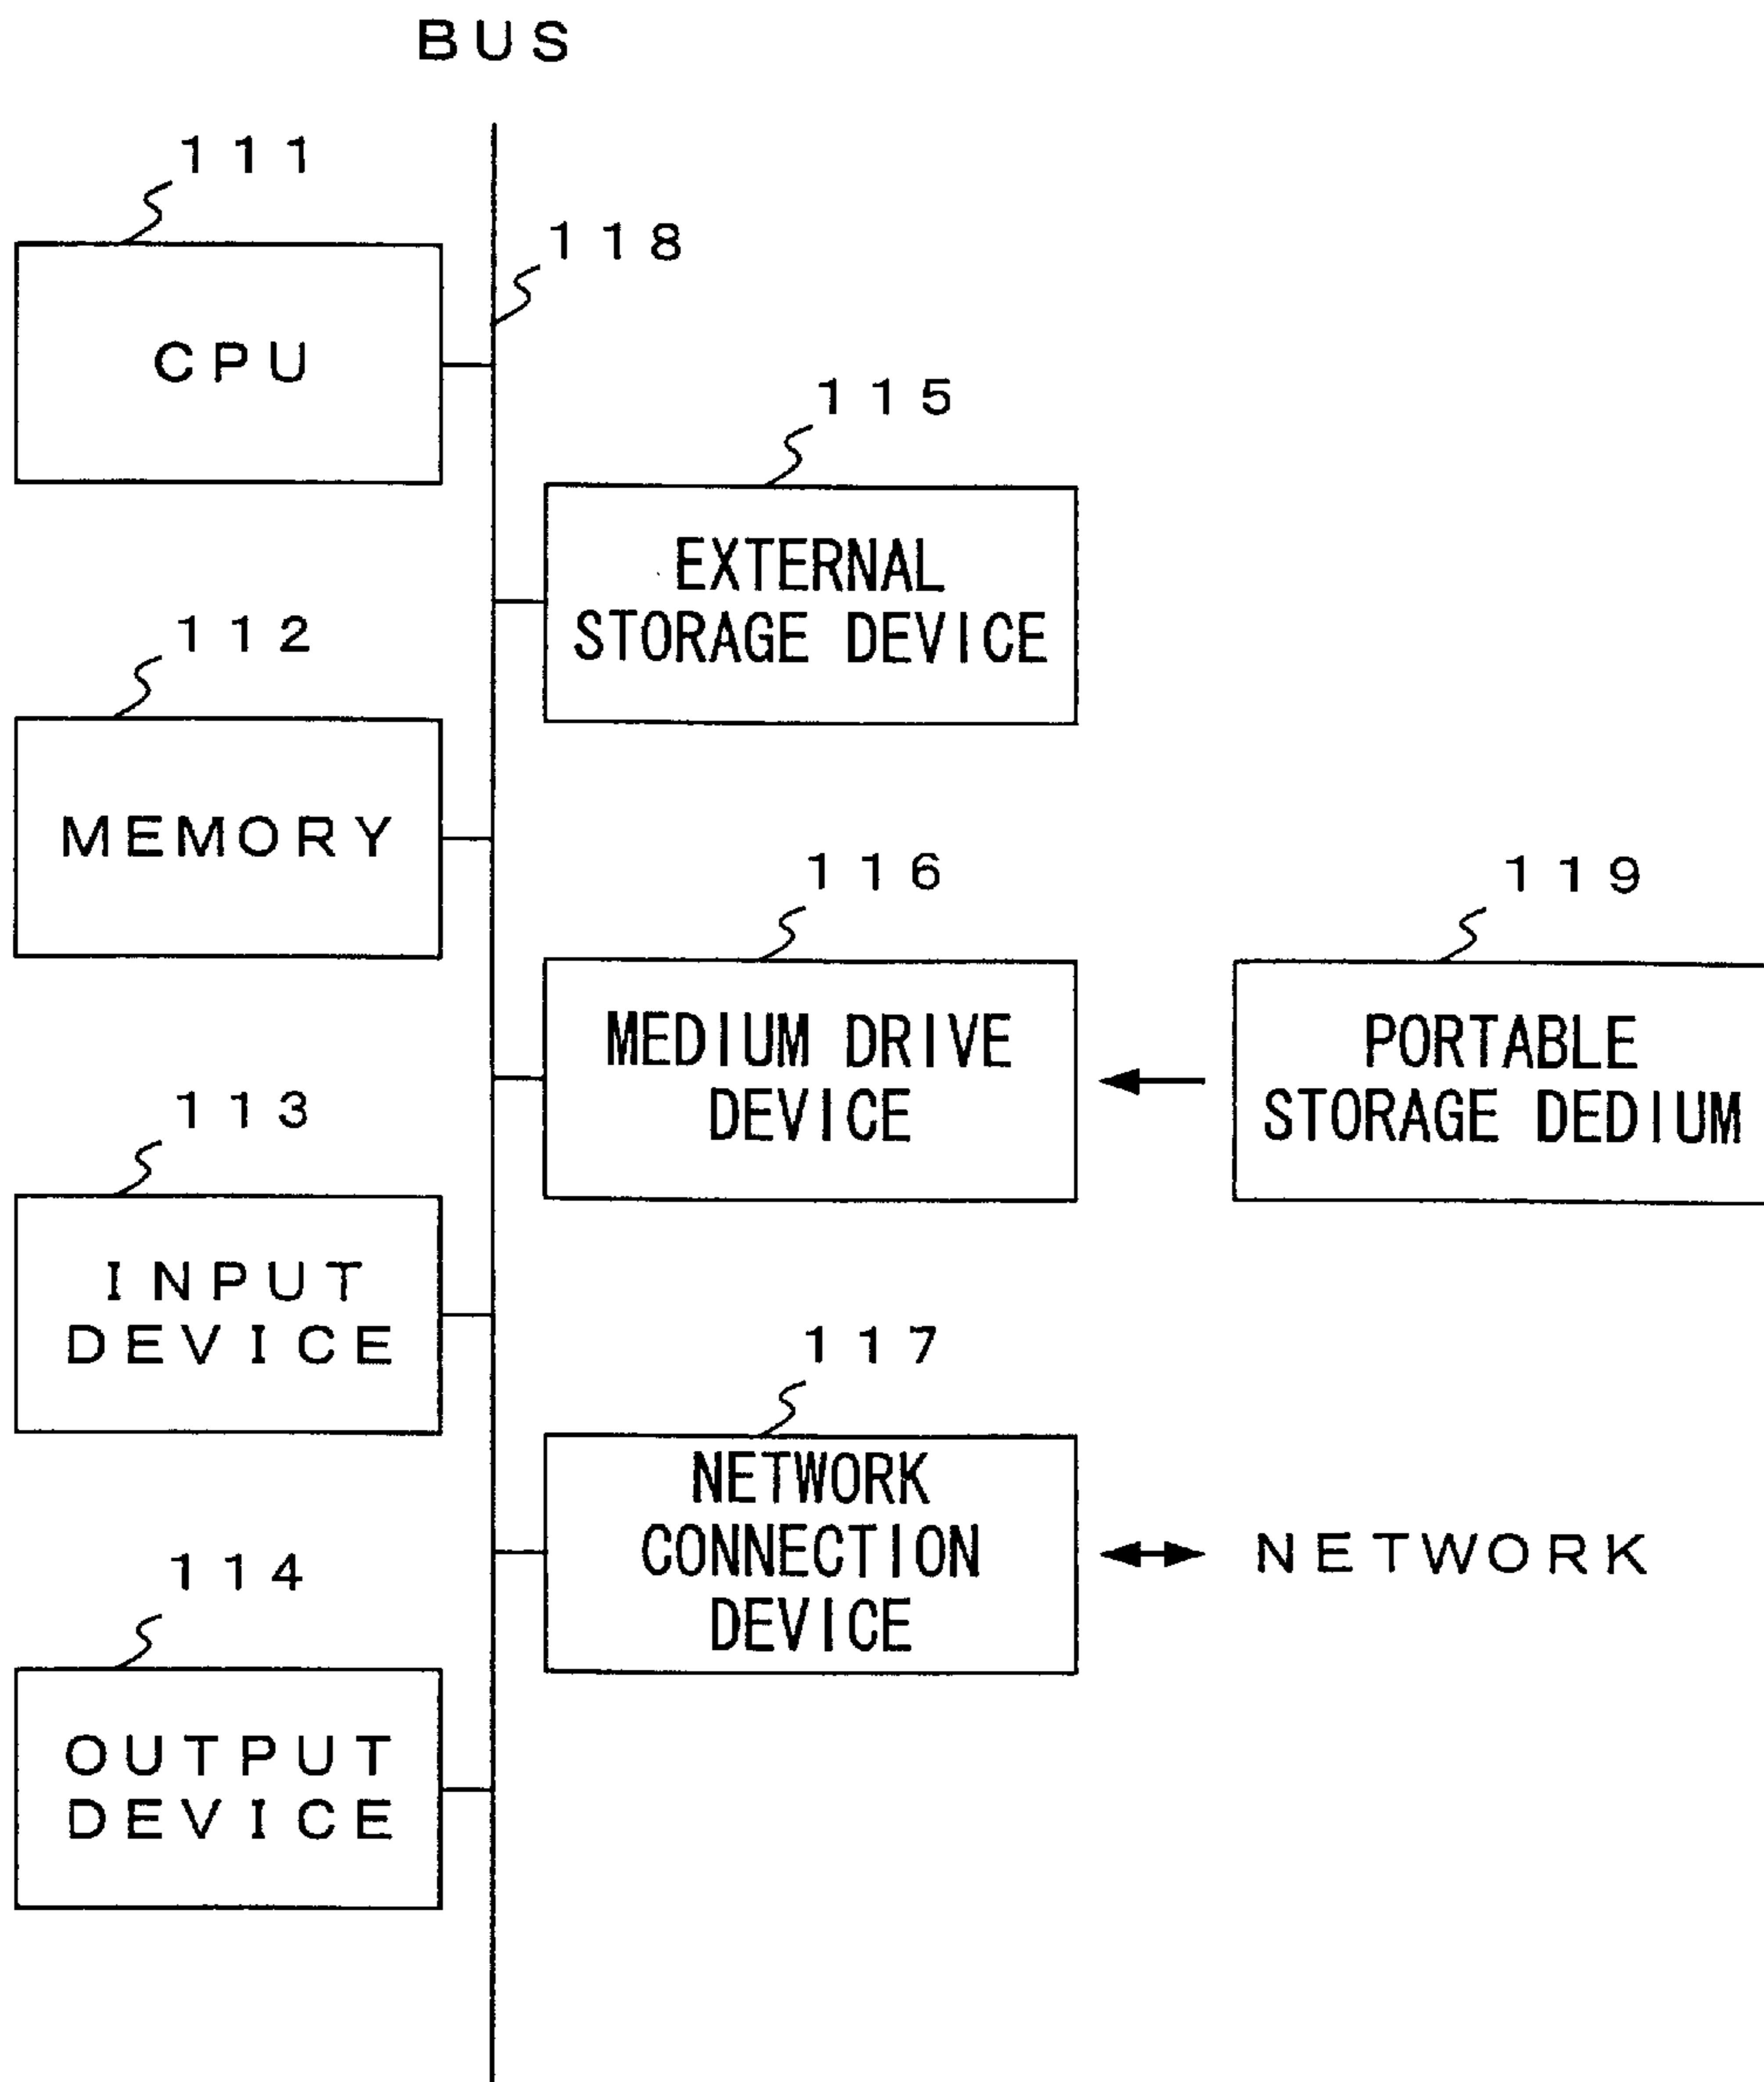 BUS
111
CPU
118
115
EXTERNAL
STORAGE DEVICE
112
MEMORY
116
MEDIUM DRIVE
DEVICE
119
PORTABLE
STORAGE DEDIUM
113
INPUT
DEVICE
117
NETWORK
CONNECTION
DEVICE
NETWORK
114
OUTPUT
DEVICE